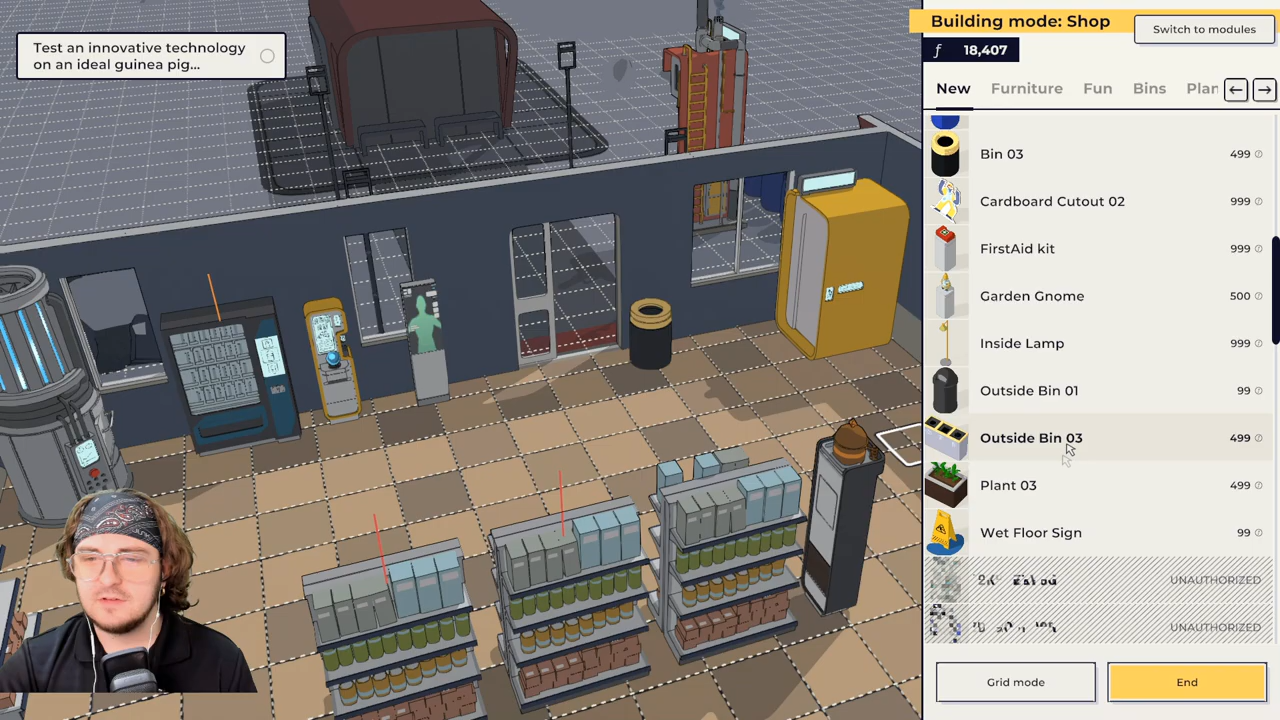 Test an innovative technology
on an ideal guinea pig...
Building mode: Shop
Switch to modules
ƒ 18,407
New Furniture Fun Bins Plan
Bin 03 499
Cardboard Cutout 02 999
FirstAid kit 999
Garden Gnome 500
Inside Lamp 999
Outside Bin 01 99
Outside Bin 03 499
Plant 03 499
Wet Floor Sign 99
UNAUTHORIZED
UNAUTHORIZED
Grid mode
End